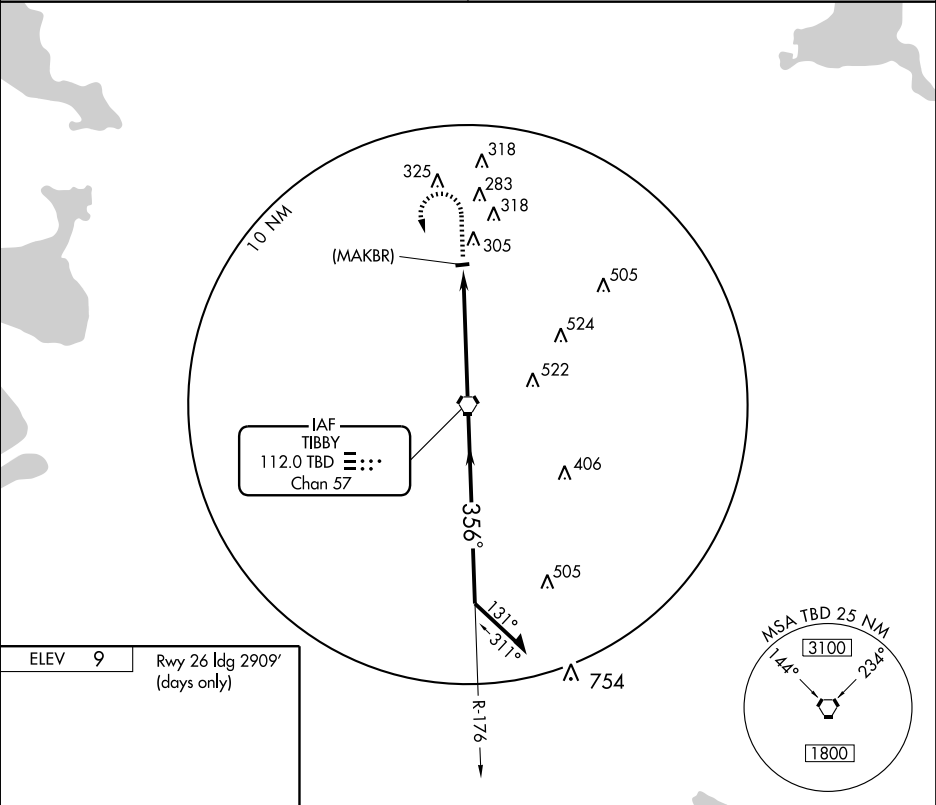 318
325
283
318
10 NM
305
(MAKBR)
505
524
522
IAF
TIBBY
112.0 TBD
Chan 57
406
356°
505
131°
311°
754
R-176
MSA TBD 25 NM
3100
144°
234°
1800
ELEV 9
Rwy 26 ldg 2909'
(days only)